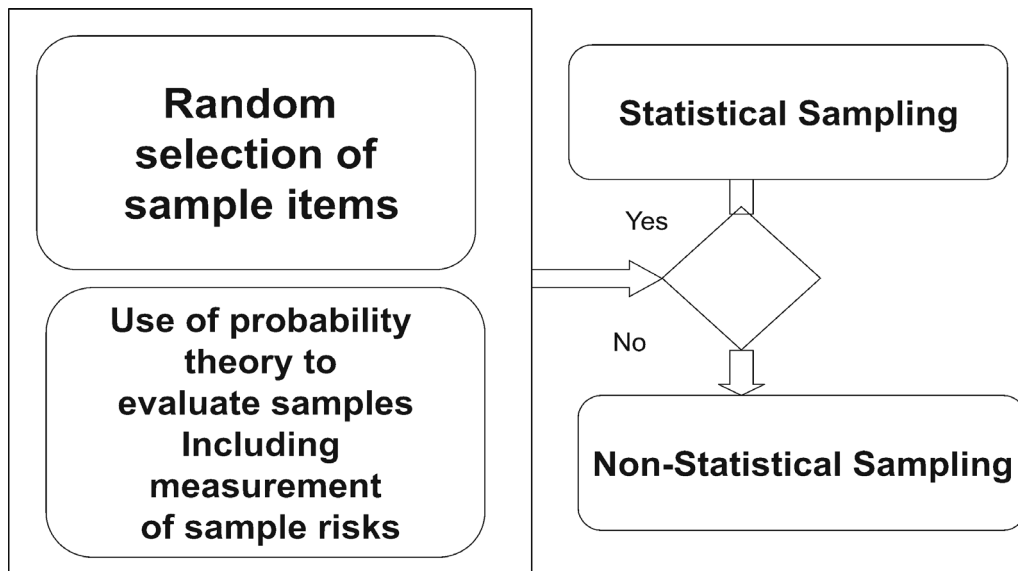 Random
selection of
sample items
Use of probability
theory to
evaluate samples
Including
measurement
of sample risks
Statistical Sampling
Yes
No
Non-Statistical Sampling